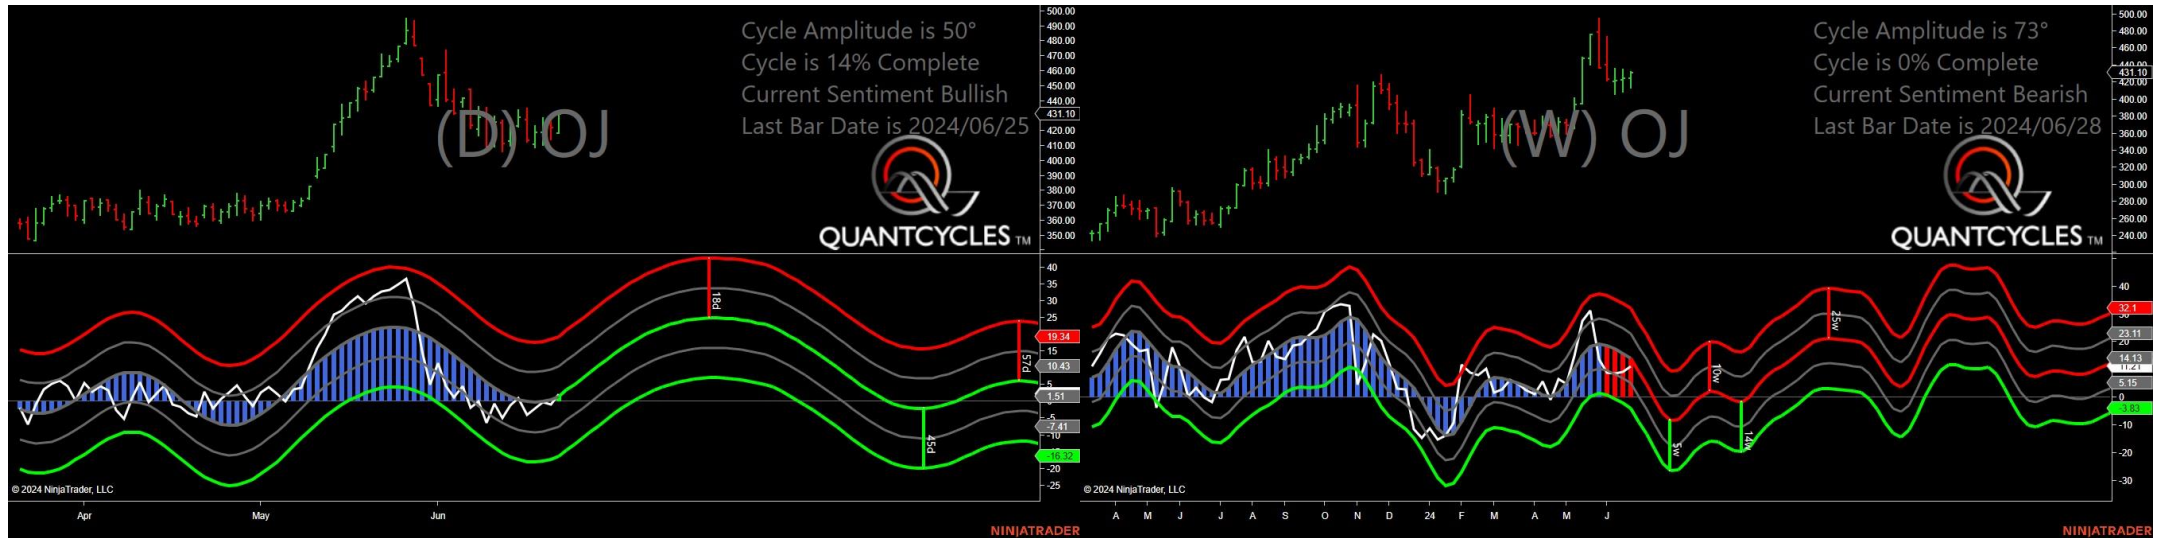 Cycle Amplitude is 50°
Cycle is 14% Complete
Current Sentiment Bullish
Last Bar Date is 2024/06/25
(D) OJ
QUANTCYCLES TM
500.00
490.00
480.00
470.00
460.00
450.00
440.00
431.10
420.00
410.00
400.00
390.00
380.00
370.00
360.00
350.00
18d
57d
45d
40
35
30
25
19.34
15
10.43
5
1.51
-5
-7.41
-10
-16.32
-20
-25
© 2024 NinjaTrader, LLC
Apr
May
Jun
NINJATRADER
Cycle Amplitude is 73°
Cycle is 0% Complete
Current Sentiment Bearish
Last Bar Date is 2024/06/28
(W) OJ
QUANTCYCLES TM
500.00
480.00
460.00
440.00
431.10
420.00
400.00
380.00
360.00
340.00
320.00
300.00
280.00
260.00
240.00
5w
10w
14w
25w
40
32.1
30
23.11
20
14.13
11.21
5.15
0
-3.83
-10
-20
-30
© 2024 NinjaTrader, LLC
A
M
J
J
A
S
O
N
D
24
F
M
A
M
J
NINJATRADER